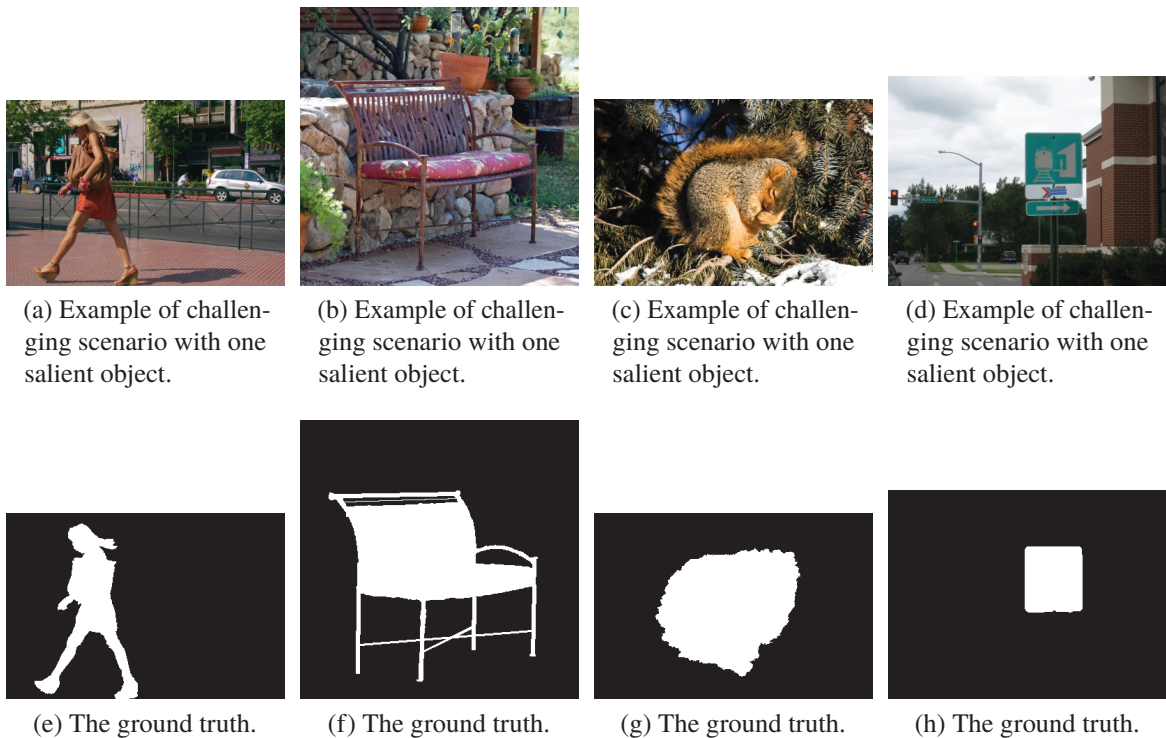 (a) Example of challen-
ging scenario with one
salient object.
(b) Example of challen-
ging scenario with one
salient object.
(c) Example of challen-
ging scenario with one
salient object.
(d) Example of challen-
ging scenario with one
salient object.
(e) The ground truth.
(f) The ground truth.
(g) The ground truth.
(h) The ground truth.